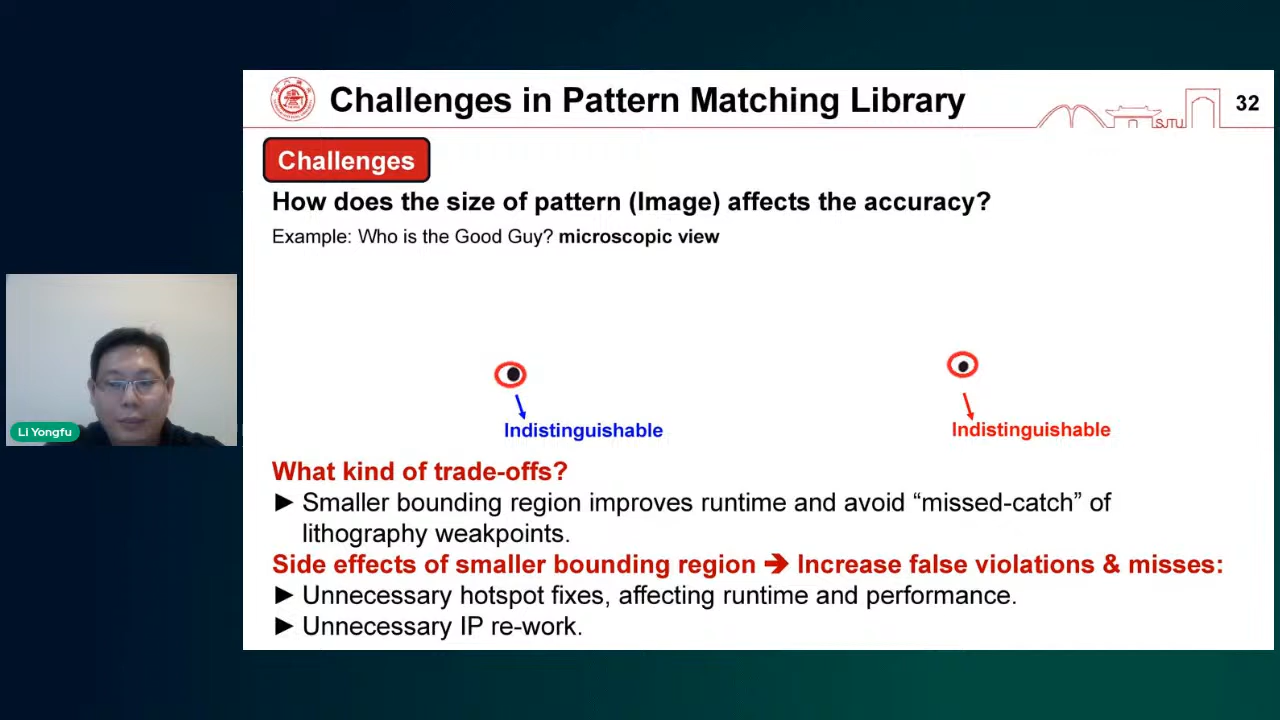 Challenges in Pattern Matching Library
SJTU
32
Challenges
How does the size of pattern (Image) affects the accuracy?
Example: Who is the Good Guy? microscopic view
Indistinguishable
Indistinguishable
Li Yongfu
What kind of trade-offs?
► Smaller bounding region improves runtime and avoid “missed-catch” of
lithography weakpoints.
Side effects of smaller bounding region ➔ Increase false violations & misses:
► Unnecessary hotspot fixes, affecting runtime and performance.
► Unnecessary IP re-work.